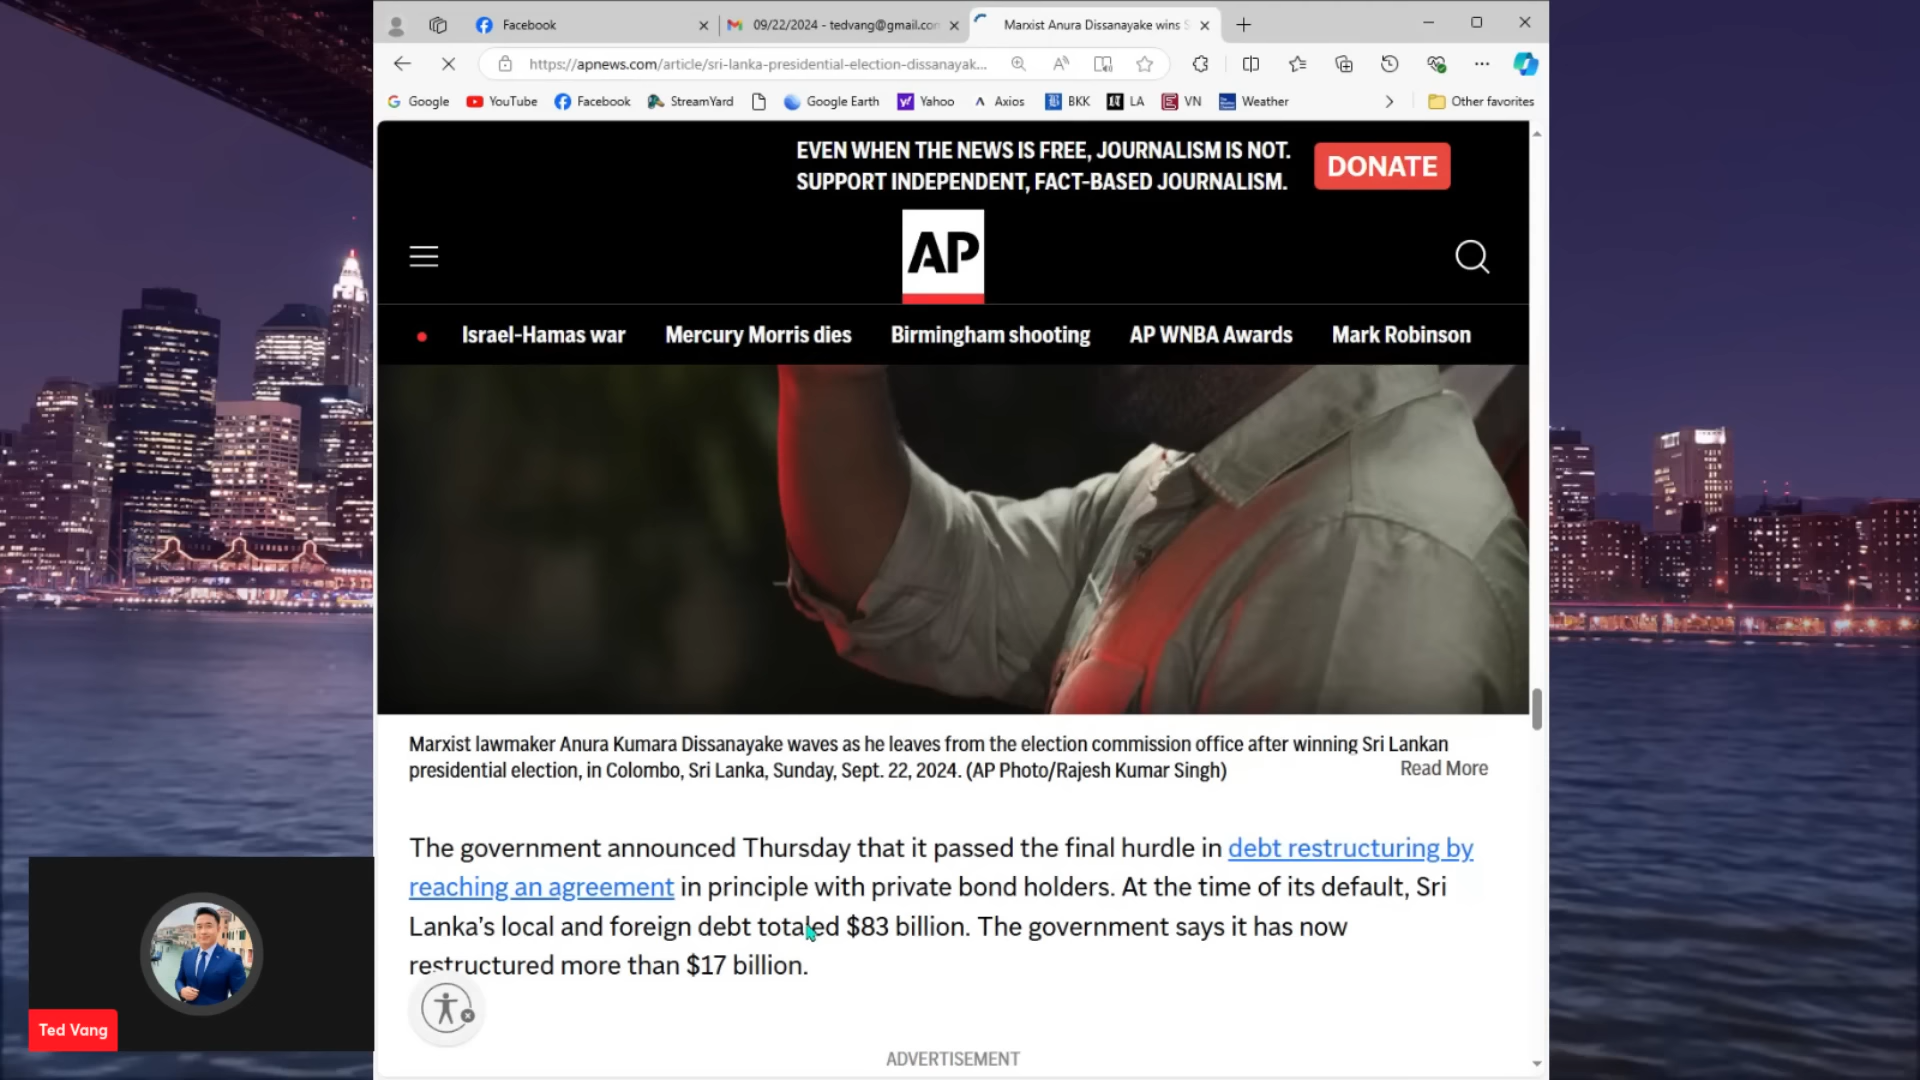 Facebook
09/22/2024 - tedvang@gmail.con
Marxist Anura Dissanayake wins S
https://apnews.com/article/sri-lanka-presidential-election-dissanayak...
Google
YouTube
Facebook
StreamYard
Google Earth
Yahoo
Axios
BKK
LA
VN
Weather
Other favorites
EVEN WHEN THE NEWS IS FREE, JOURNALISM IS NOT.
SUPPORT INDEPENDENT, FACT-BASED JOURNALISM.
DONATE
AP
Israel-Hamas war
Mercury Morris dies
Birmingham shooting
AP WNBA Awards
Mark Robinson
Marxist lawmaker Anura Kumara Dissanayake waves as he leaves from the election commission office after winning Sri Lankan
presidential election, in Colombo, Sri Lanka, Sunday, Sept. 22, 2024. (AP Photo/Rajesh Kumar Singh)
Read More
The government announced Thursday that it passed the final hurdle in debt restructuring by
reaching an agreement in principle with private bond holders. At the time of its default, Sri
Lanka’s local and foreign debt totaled $83 billion. The government says it has now
restructured more than $17 billion.
Ted Vang
ADVERTISEMENT